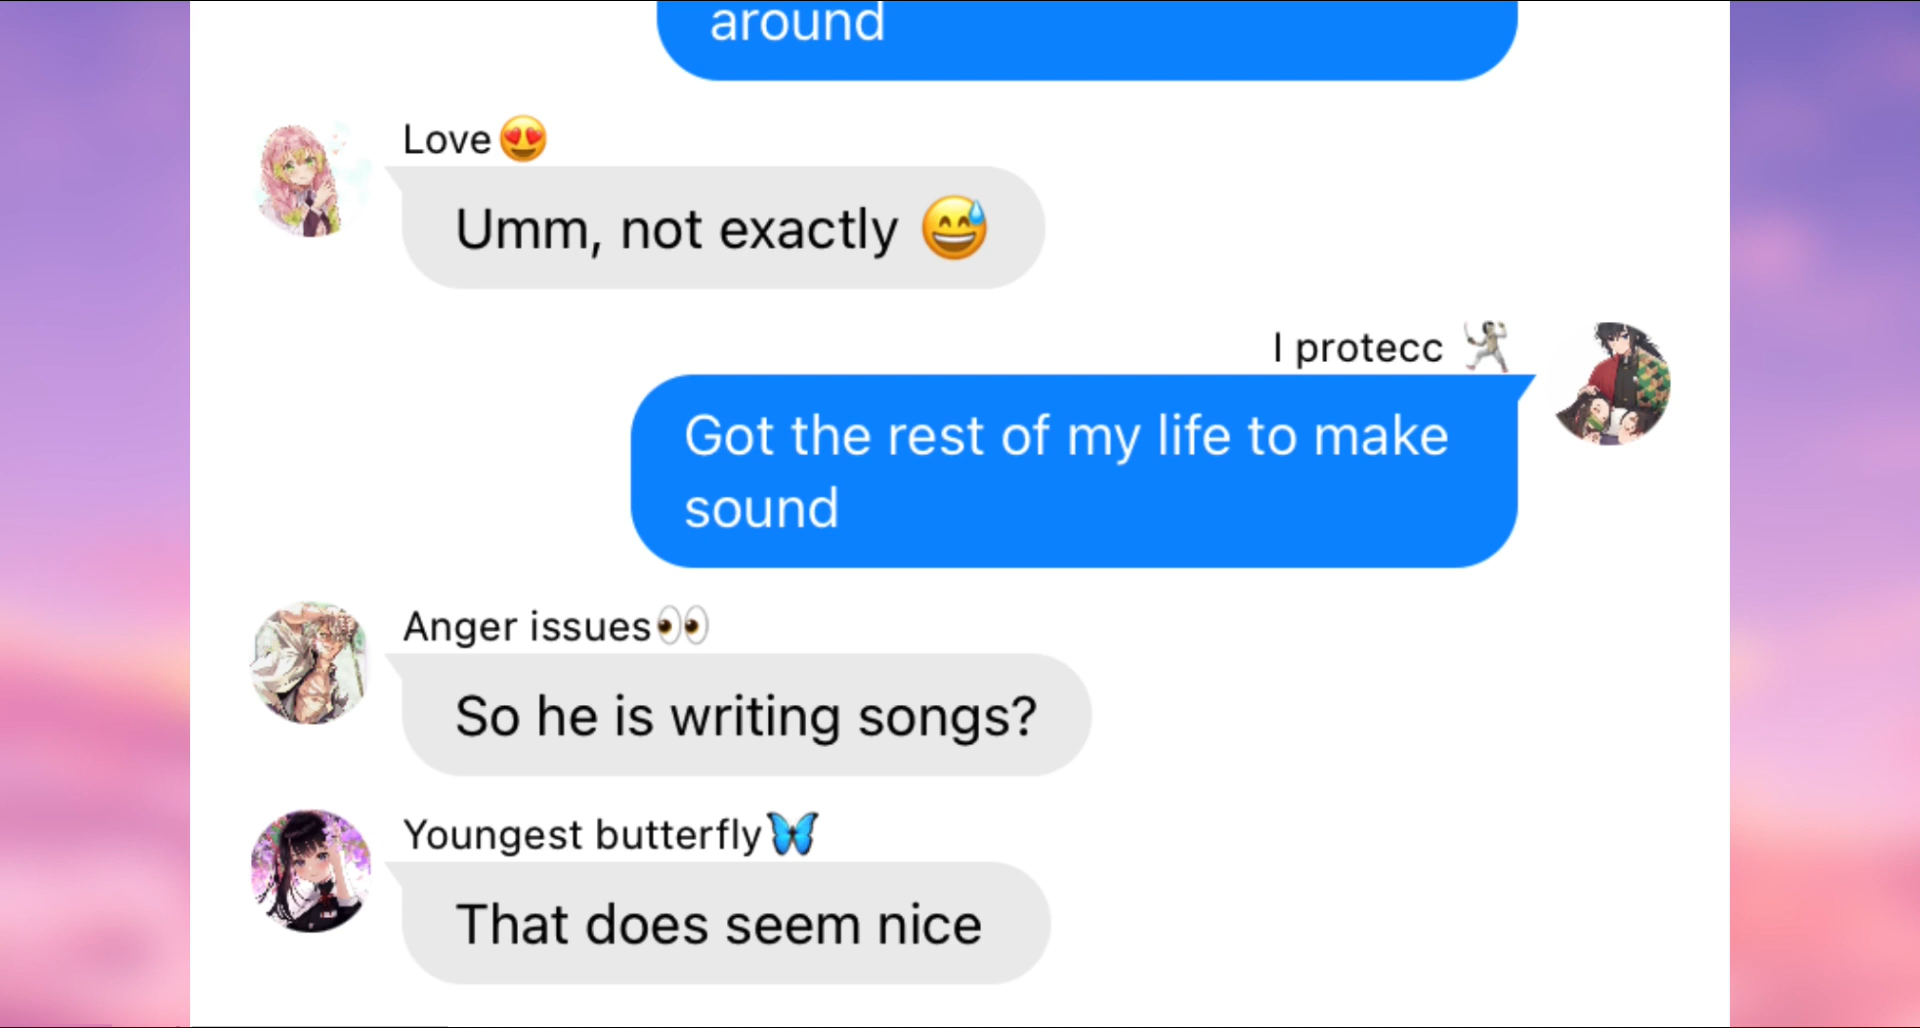 around
Love😍
Umm, not exactly 😅
I protecc
Got the rest of my life to make
sound
Anger issues👀
So he is writing songs?
Youngest butterfly🦋
That does seem nice